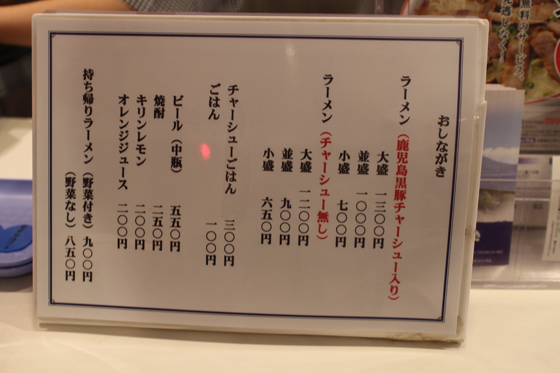 おしながき
ラーメン（鹿児島黒豚チャーシュー入り）
大盛 一三〇〇円
並盛 一〇〇〇円
小盛 七〇〇円
ラーメン（チャーシュー無し）
大盛 一二〇〇円
並盛 九〇〇円
小盛 六五〇円
チャーシューごはん 三〇〇円
ごはん 一〇〇円
ビール（中瓶） 五五〇円
焼酎 二五〇円
キリンレモン 二〇〇円
オレンジジュース 二〇〇円
持ち帰りラーメン（野菜付き）九〇〇円
（野菜なし）八五〇円
無料のサービス